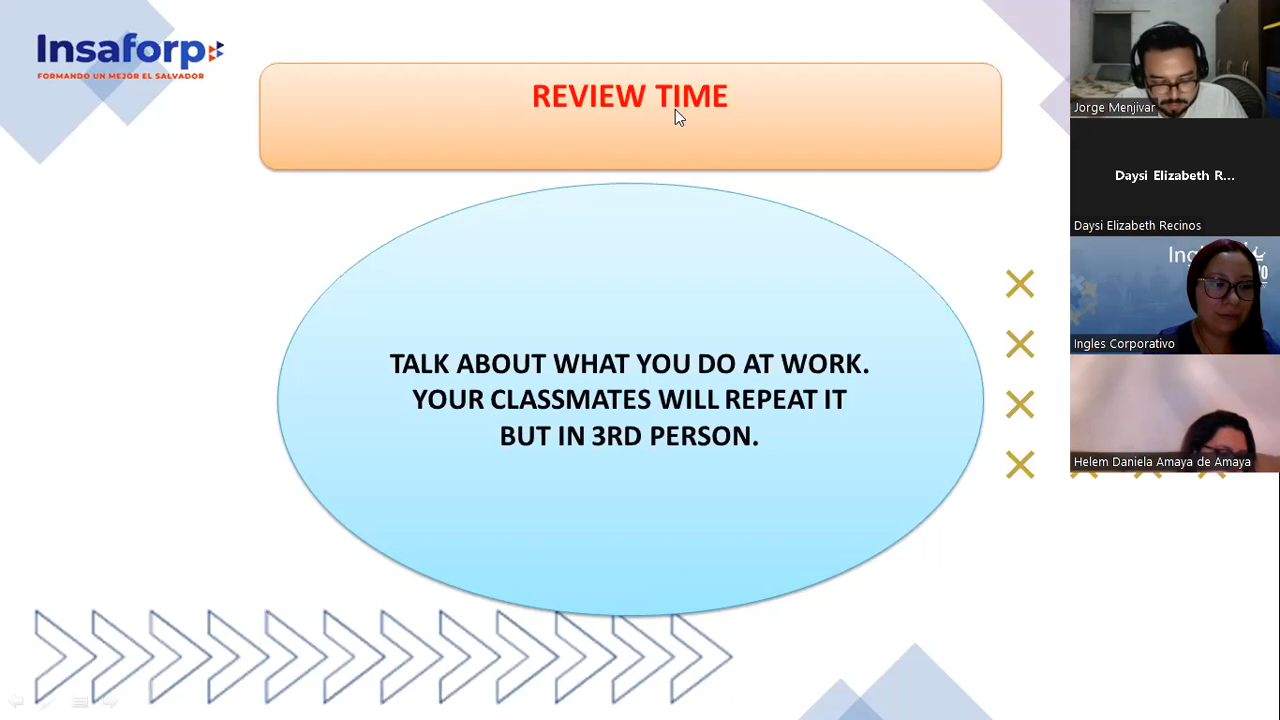 Insaforp
FORMANDO UN MEJOR EL SALVADOR
REVIEW TIME
TALK ABOUT WHAT YOU DO AT WORK.
YOUR CLASSMATES WILL REPEAT IT
BUT IN 3RD PERSON.
Jorge Menjivar
Daysi Elizabeth R...
Daysi Elizabeth Recinos
Ingles Corporativo
Helem Daniela Amaya de Amaya